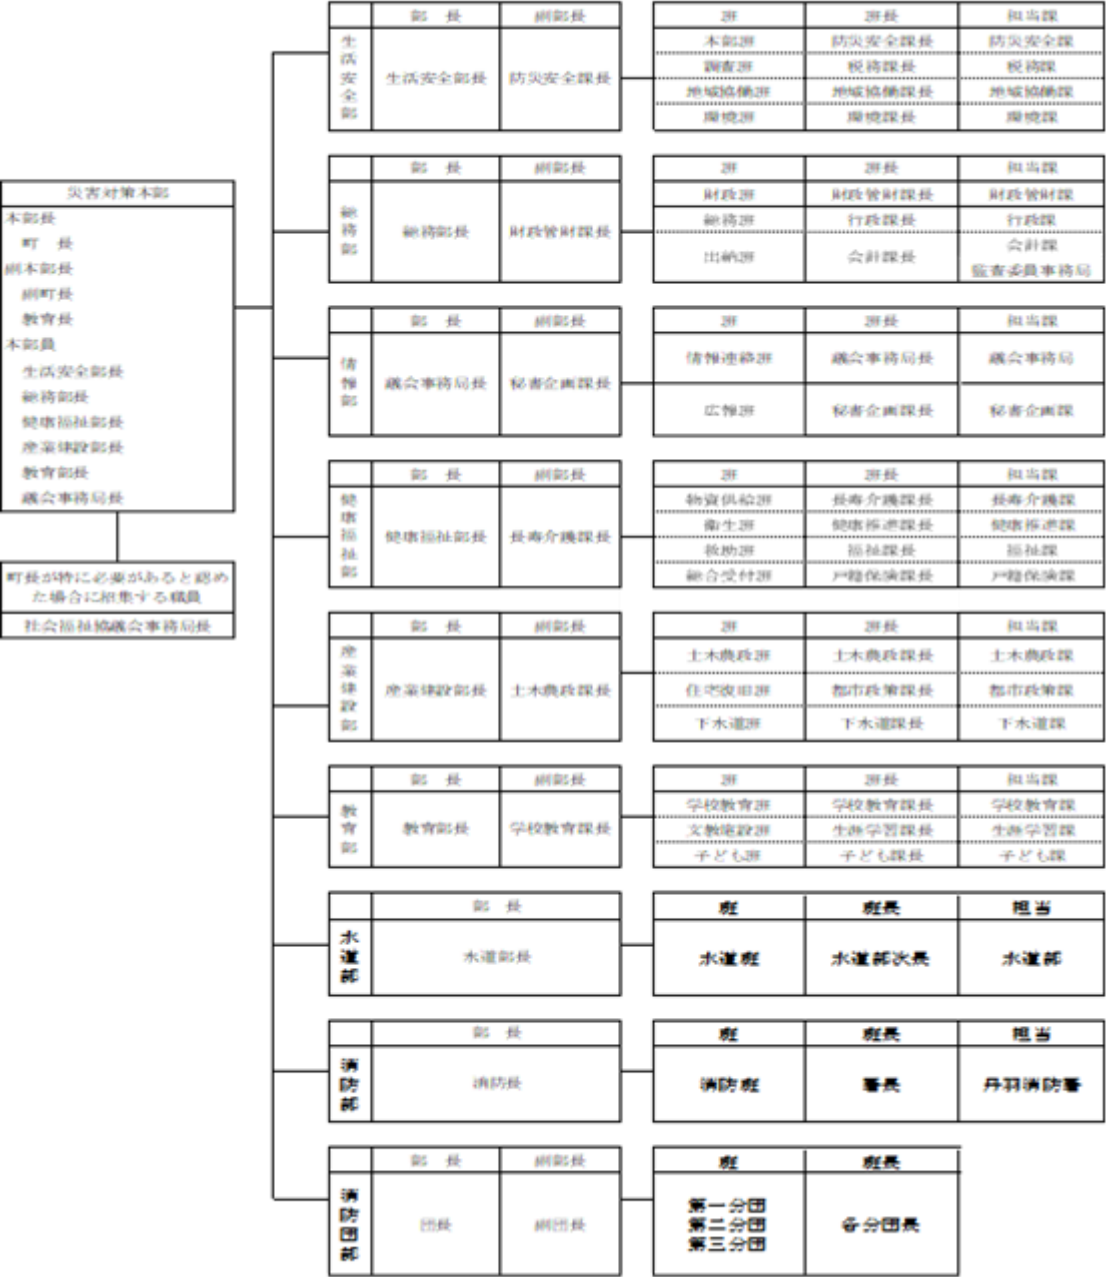 災害対策本部
本部長
町　長
副本部長
副町長
教育長
本部員
生活安全部長
総務部長
健康福祉部長
産業建設部長
教育部長
議会事務局長
町長が特に必要があると認め
た場合に招集する職員
社会福祉協議会事務局長
部　長 副部長 班 班長 担当課
生活安全部 生活安全部長 防災安全課長
本部班 防災安全課長 防災安全課
調査班 税務課長 税務課
地域協働班 地域協働課長 地域協働課
環境班 環境課長 環境課
部　長 副部長 班 班長 担当課
総務部 総務部長 財政管財課長
財政班 財政管財課長 財政管財課
総務班 行政課長 行政課
出納班 会計課長 会計課
監査委員事務局
部　長 副部長 班 班長 担当課
情報部 議会事務局長 秘書企画課長
情報連絡班 議会事務局長 議会事務局
広報班 秘書企画課長 秘書企画課
部　長 副部長 班 班長 担当課
健康福祉部 健康福祉部長 長寿介護課長
物資供給班 長寿介護課長 長寿介護課
衛生班 健康推進課長 健康推進課
救助班 福祉課長 福祉課
総合受付班 戸籍保険課長 戸籍保険課
部　長 副部長 班 班長 担当課
産業建設部 産業建設部長 土木農政課長
土木農政班 土木農政課長 土木農政課
住宅復旧班 都市政策課長 都市政策課
下水道班 下水道課長 下水道課
部　長 副部長 班 班長 担当課
教育部 教育部長 学校教育課長
学校教育班 学校教育課長 学校教育課
文教施設班 生涯学習課長 生涯学習課
子ども班 子ども課長 子ども課
部　長 班 班長 担当
水道部 水道部長 水道班 水道部次長 水道部
部　長 班 班長 担当
消防部 消防長 消防班 署長 丹羽消防署
部　長 副部長 班 班長
消防団部 団長 副団長
第一分団
第二分団 各分団長
第三分団